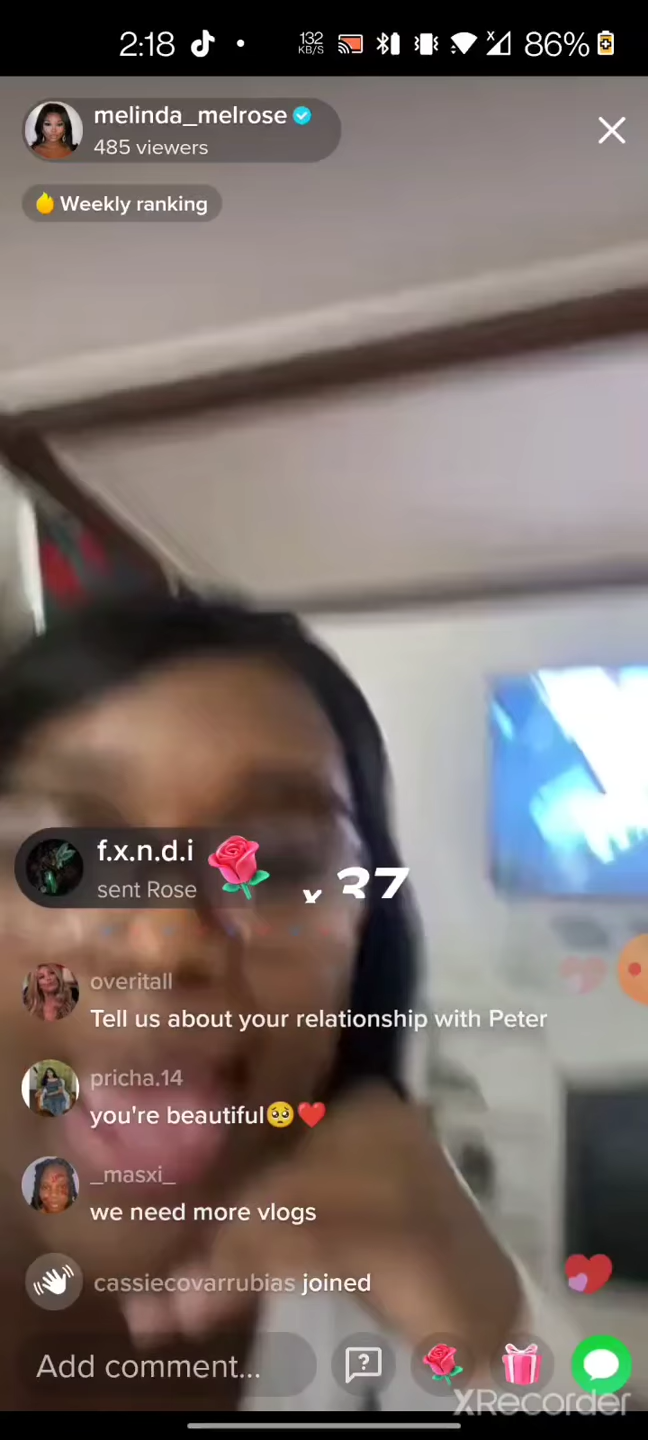 2:18
132
KB/S
86%
melinda_melrose
485 viewers
Weekly ranking
f.x.n.d.i
sent Rose
x 37
overitall
Tell us about your relationship with Peter
pricha.14
you're beautiful🥺❤️
_masxi_
we need more vlogs
cassiecovarrubias joined
Add comment...
XRecorder